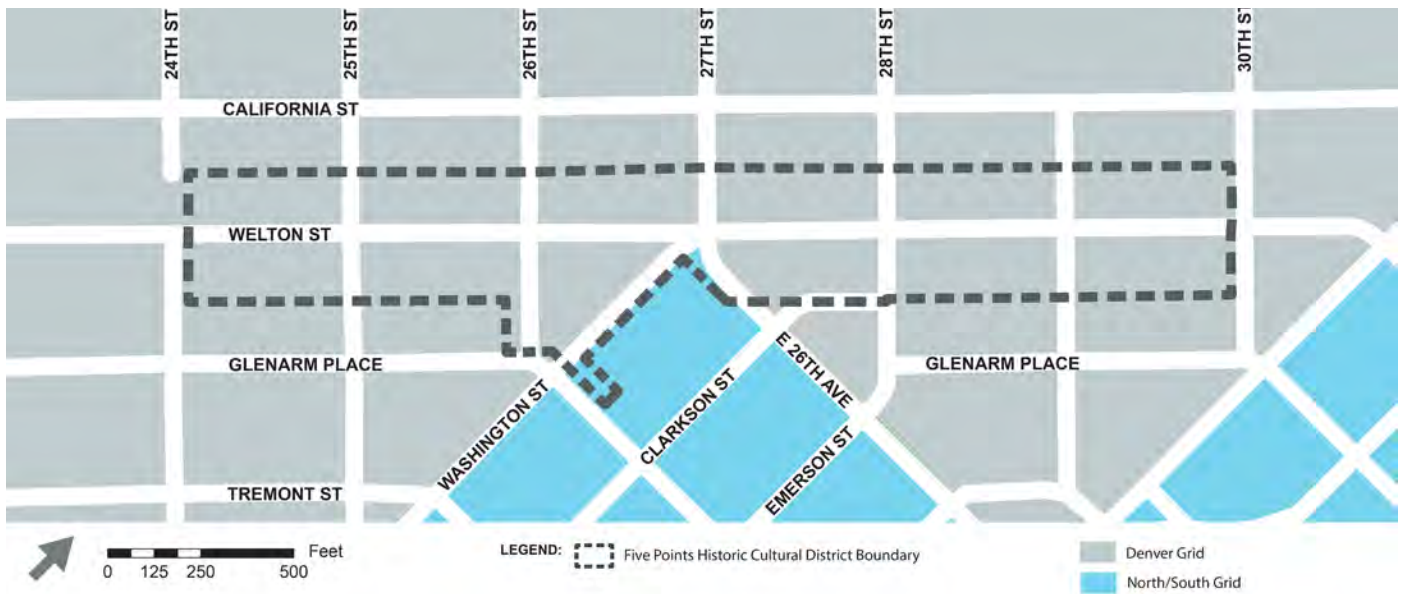 24TH ST
25TH ST
26TH ST
27TH ST
28TH ST
30TH ST
CALIFORNIA ST
WELTON ST
GLENARM PLACE
GLENARM PLACE
E 26TH AVE
WASHINGTON ST
CLARKSON ST
EMERSON ST
TREMONT ST
Feet
0 125 250 500
LEGEND: Five Points Historic Cultural District Boundary
Denver Grid
North/South Grid